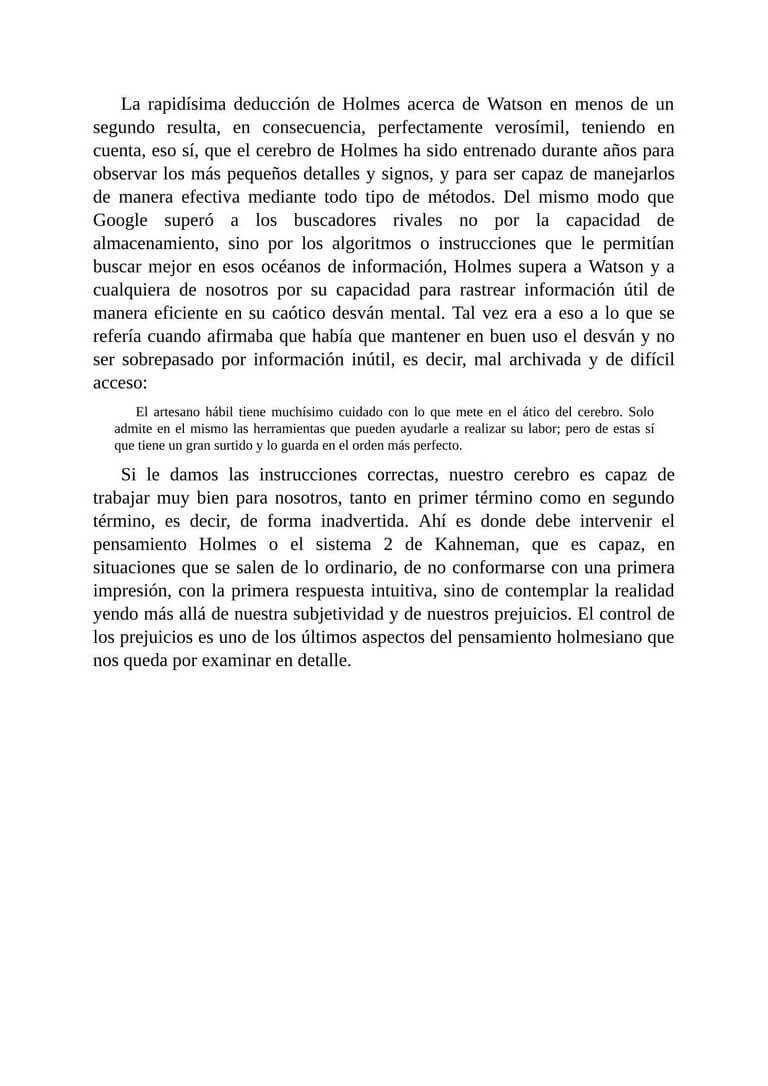 La rapidísima deducción de Holmes acerca de Watson en menos de un
segundo resulta, en consecuencia, perfectamente verosímil, teniendo en
cuenta, eso sí, que el cerebro de Holmes ha sido entrenado durante años para
observar los más pequeños detalles y signos, y para ser capaz de manejarlos
de manera efectiva mediante todo tipo de métodos. Del mismo modo que
Google superó a los buscadores rivales no por la capacidad de
almacenamiento, sino por los algoritmos o instrucciones que le permitían
buscar mejor en esos océanos de información, Holmes supera a Watson y a
cualquiera de nosotros por su capacidad para rastrear información útil de
manera eficiente en su caótico desván mental. Tal vez era a eso a lo que se
refería cuando afirmaba que había que mantener en buen uso el desván y no
ser sobrepasado por información inútil, es decir, mal archivada y de difícil
acceso:
El artesano hábil tiene muchísimo cuidado con lo que mete en el ático del cerebro. Solo
admite en el mismo las herramientas que pueden ayudarle a realizar su labor; pero de estas sí
que tiene un gran surtido y lo guarda en el orden más perfecto.
Si le damos las instrucciones correctas, nuestro cerebro es capaz de
trabajar muy bien para nosotros, tanto en primer término como en segundo
término, es decir, de forma inadvertida. Ahí es donde debe intervenir el
pensamiento Holmes o el sistema 2 de Kahneman, que es capaz, en
situaciones que se salen de lo ordinario, de no conformarse con una primera
impresión, con la primera respuesta intuitiva, sino de contemplar la realidad
yendo más allá de nuestra subjetividad y de nuestros prejuicios. El control de
los prejuicios es uno de los últimos aspectos del pensamiento holmesiano que
nos queda por examinar en detalle.